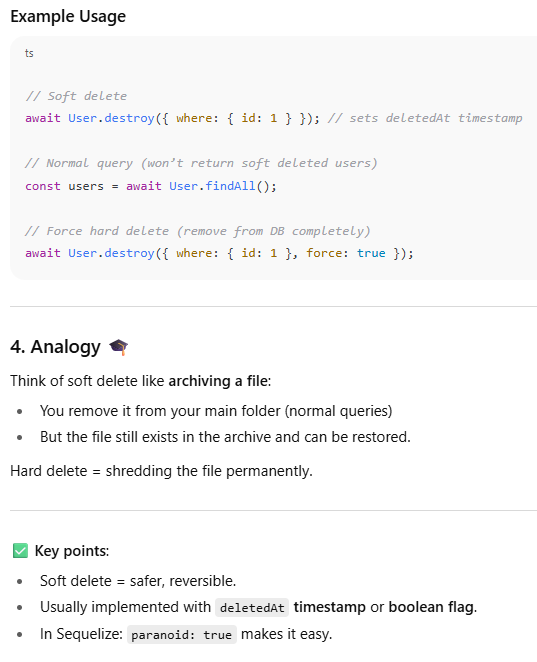 Example Usage
ts
// Soft delete
await User.destroy({ where: { id: 1 } }); // sets deletedAt timestamp
// Normal query (won’t return soft deleted users)
const users = await User.findAll();
// Force hard delete (remove from DB completely)
await User.destroy({ where: { id: 1 }, force: true });
4. Analogy 🎓
Think of soft delete like archiving a file:
• You remove it from your main folder (normal queries)
• But the file still exists in the archive and can be restored.
Hard delete = shredding the file permanently.
✅ Key points:
• Soft delete = safer, reversible.
• Usually implemented with deletedAt timestamp or boolean flag.
• In Sequelize: paranoid: true makes it easy.